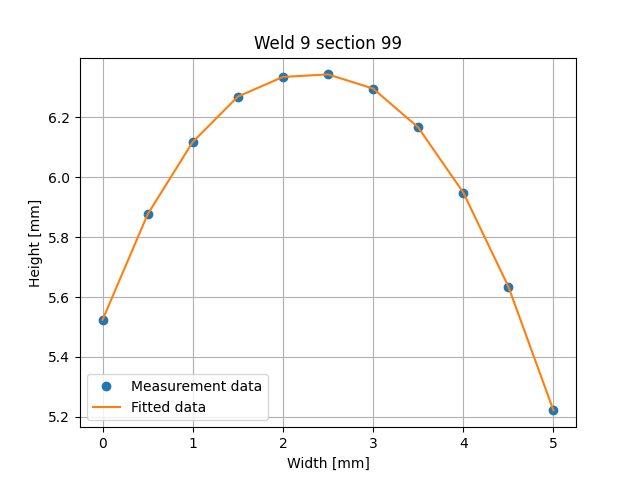 Weld 9 section 99
Height [mm]
6.2
6.0
5.8
5.6
5.4
5.2
Measurement data
Fitted data
0 1 2 3 4 5
Width [mm]